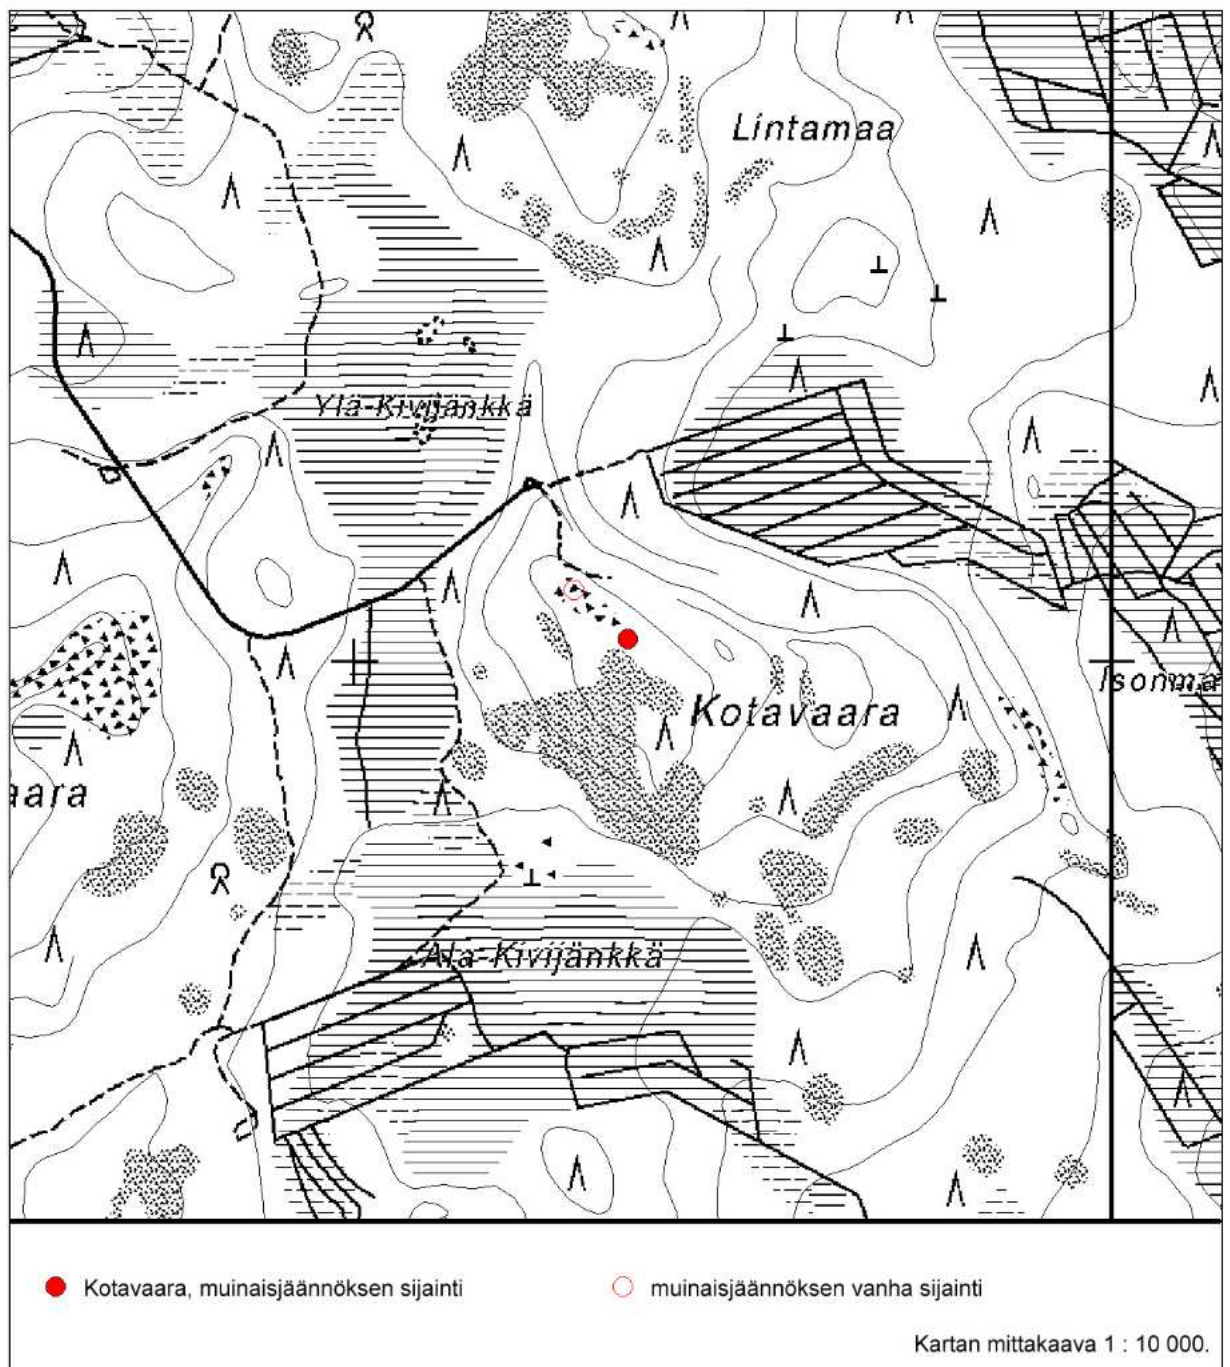 Lintamaa
Ylä-Kivijänkkä
Kotavaara
Isonma
aara
Ala-Kivijänkkä
Kotavaara, muinaisjäännöksen sijainti
muinaisjäännöksen vanha sijainti
Kartan mittakaava 1 : 10 000.